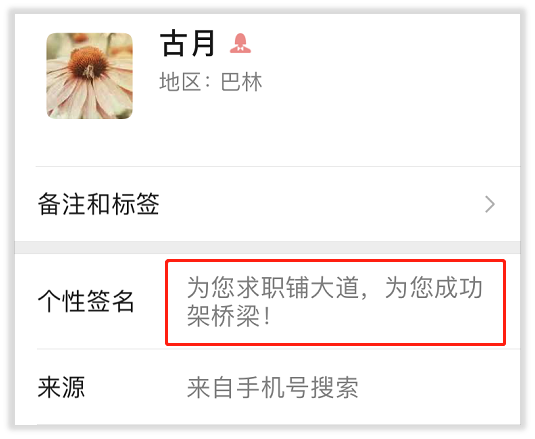 古月
地区：巴林
备注和标签
个性签名
为您求职铺大道，为您成功
架桥梁！
来源
来自手机号搜索